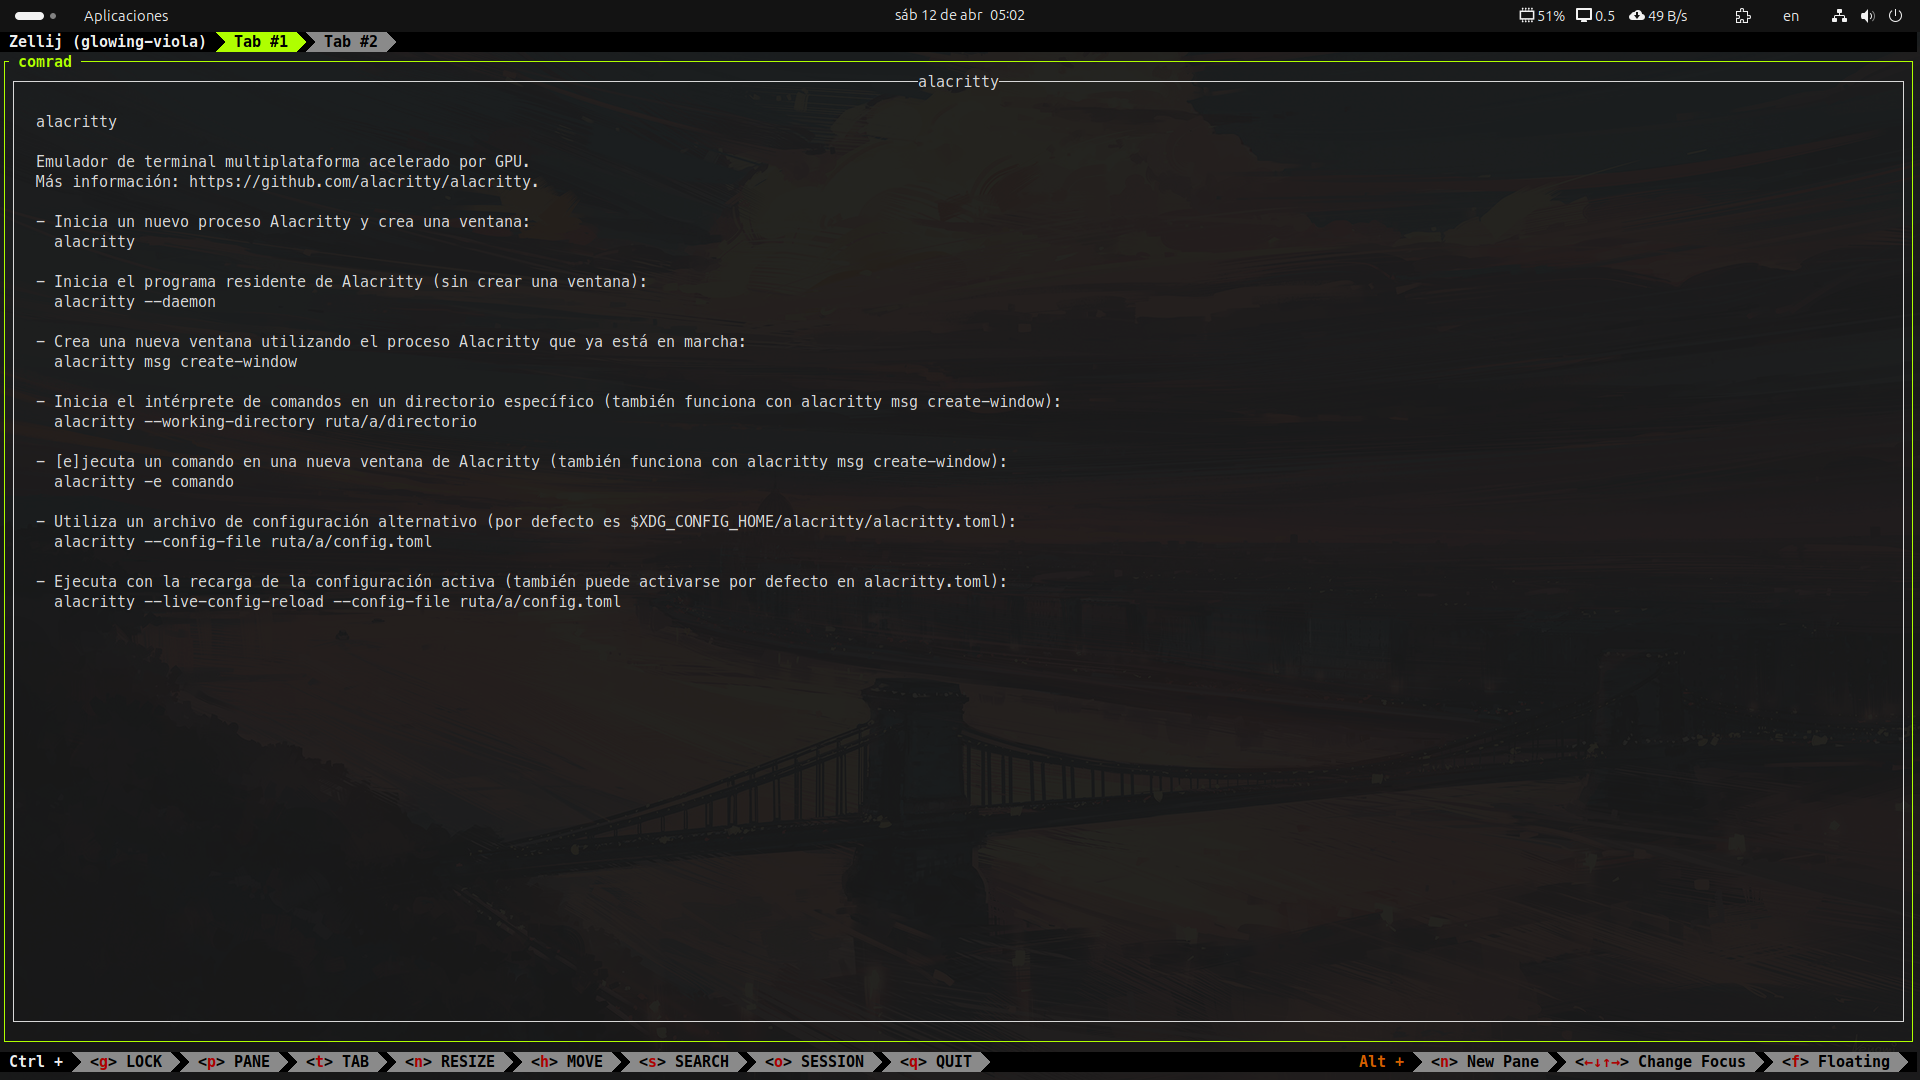 Aplicaciones
sáb 12 de abr 05:02
51% 0.5 49 B/s en
Zellij (glowing-viola) Tab #1 Tab #2
comrad
alacritty
alacritty
Emulador de terminal multiplataforma acelerado por GPU.
Más información: https://github.com/alacritty/alacritty.
- Inicia un nuevo proceso Alacritty y crea una ventana:
alacritty
- Inicia el programa residente de Alacritty (sin crear una ventana):
alacritty --daemon
- Crea una nueva ventana utilizando el proceso Alacritty que ya está en marcha:
alacritty msg create-window
- Inicia el intérprete de comandos en un directorio específico (también funciona con alacritty msg create-window):
alacritty --working-directory ruta/a/directorio
- [e]jecuta un comando en una nueva ventana de Alacritty (también funciona con alacritty msg create-window):
alacritty -e comando
- Utiliza un archivo de configuración alternativo (por defecto es $XDG_CONFIG_HOME/alacritty/alacritty.toml):
alacritty --config-file ruta/a/config.toml
- Ejecuta con la recarga de la configuración activa (también puede activarse por defecto en alacritty.toml):
alacritty --live-config-reload --config-file ruta/a/config.toml
Ctrl + <g> LOCK <p> PANE <t> TAB <n> RESIZE <h> MOVE <s> SEARCH <o> SESSION <q> QUIT Alt + <n> New Pane <←↓↑→> Change Focus <f> Floating